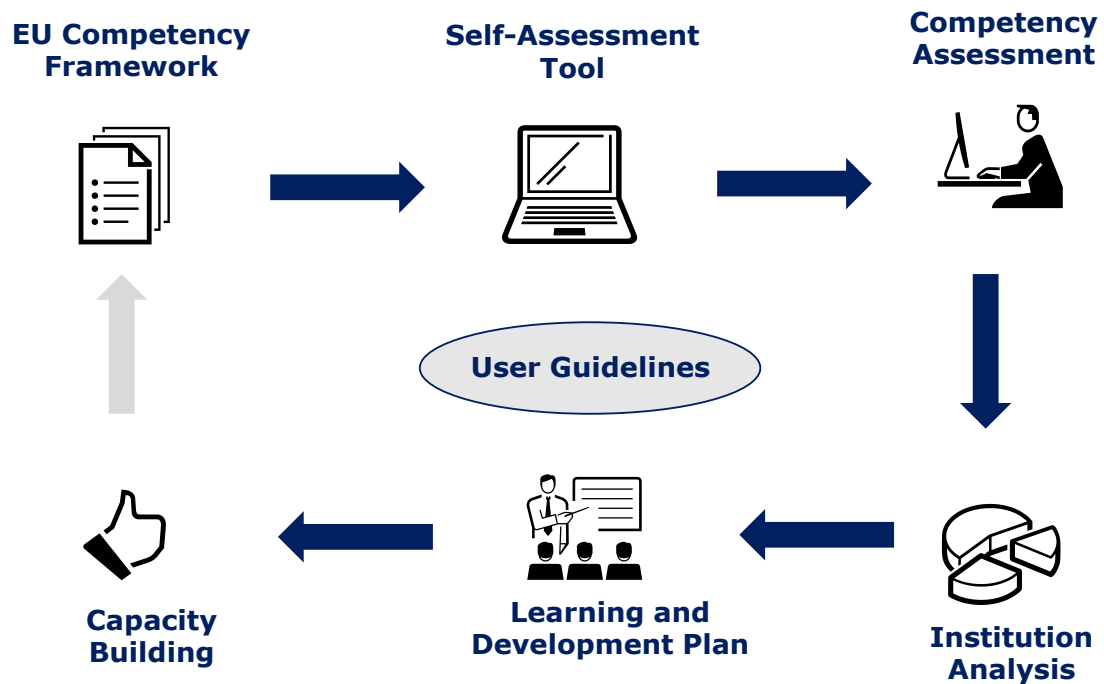 EU Competency
Framework
Self-Assessment
Tool
Competency
Assessment
User Guidelines
Capacity
Building
Learning and
Development Plan
Institution
Analysis